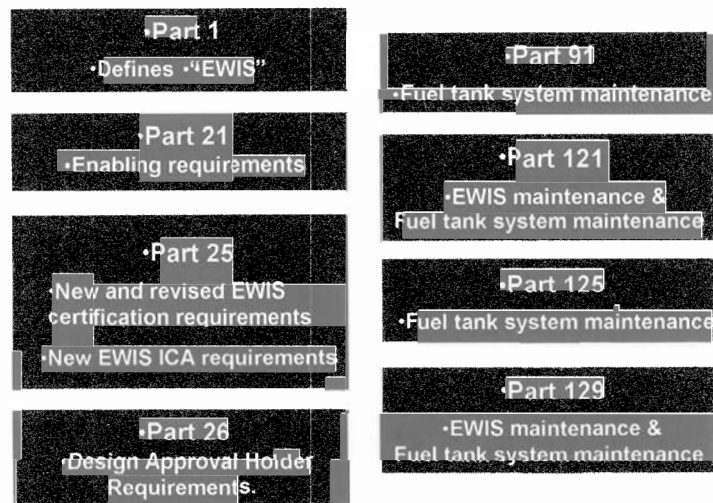 •Part 1
•Defines •“EWIS”
•Part 21
•Enabling requirements
•Part 25
•New and revised EWIS
certification requirements
•New EWIS ICA requirements
•Part 26
•Design Approval Holder
Requirements.
•Part 91
•Fuel tank system maintenance
•Part 121
•EWIS maintenance &
Fuel tank system maintenance
•Part 125
•Fuel tank system maintenance
•Part 129
•EWIS maintenance &
Fuel tank system maintenance